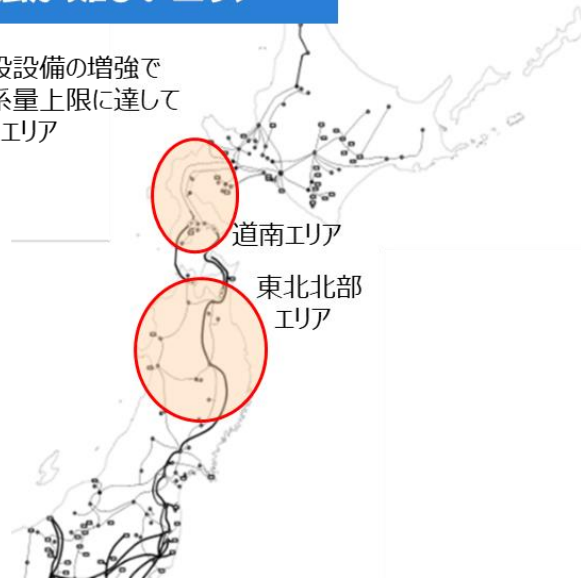 設設備の増強で
系量上限に達して
エリア
道南エリア
東北北部
エリア